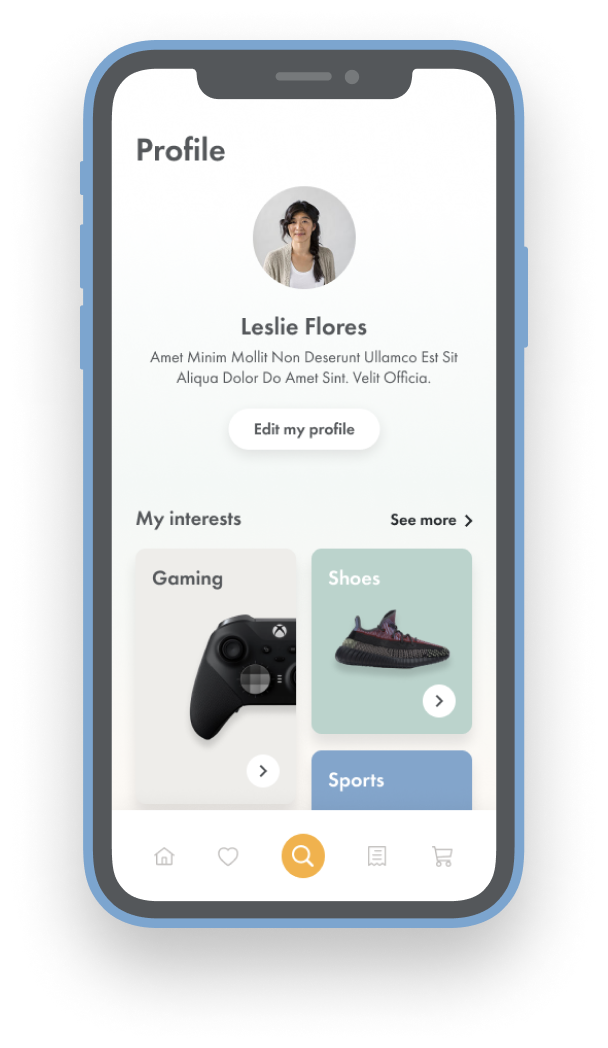 Profile
Leslie Flores
Amet Minim Mollit Non Deserunt Ullamco Est Sit
Aliqua Dolor Do Amet Sint. Velit Officia.
Edit my profile
My interests
See more
Gaming
Shoes
Sports